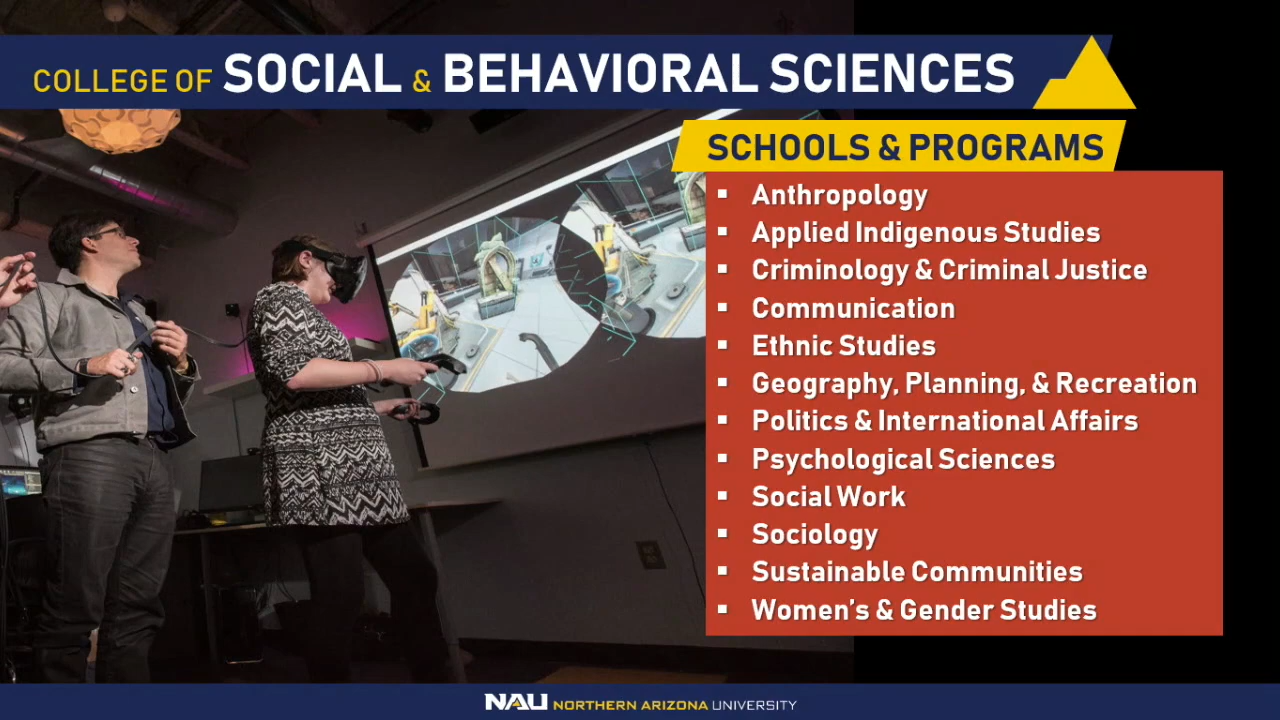 COLLEGE OF SOCIAL & BEHAVIORAL SCIENCES
SCHOOLS & PROGRAMS
▪ Anthropology
▪ Applied Indigenous Studies
▪ Criminology & Criminal Justice
▪ Communication
▪ Ethnic Studies
▪ Geography, Planning, & Recreation
▪ Politics & International Affairs
▪ Psychological Sciences
▪ Social Work
▪ Sociology
▪ Sustainable Communities
▪ Women's & Gender Studies
NAU NORTHERN ARIZONA UNIVERSITY